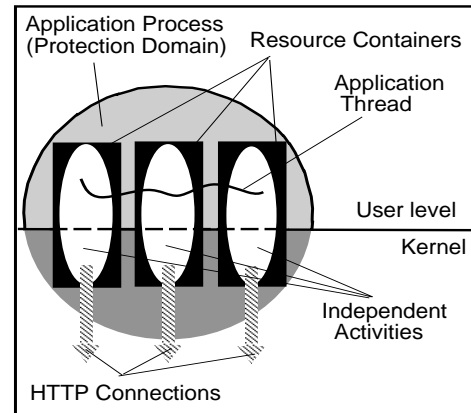 Application Process
(Protection Domain)
Resource Containers
Application
Thread
User level
Kernel
Independent
Activities
HTTP Connections